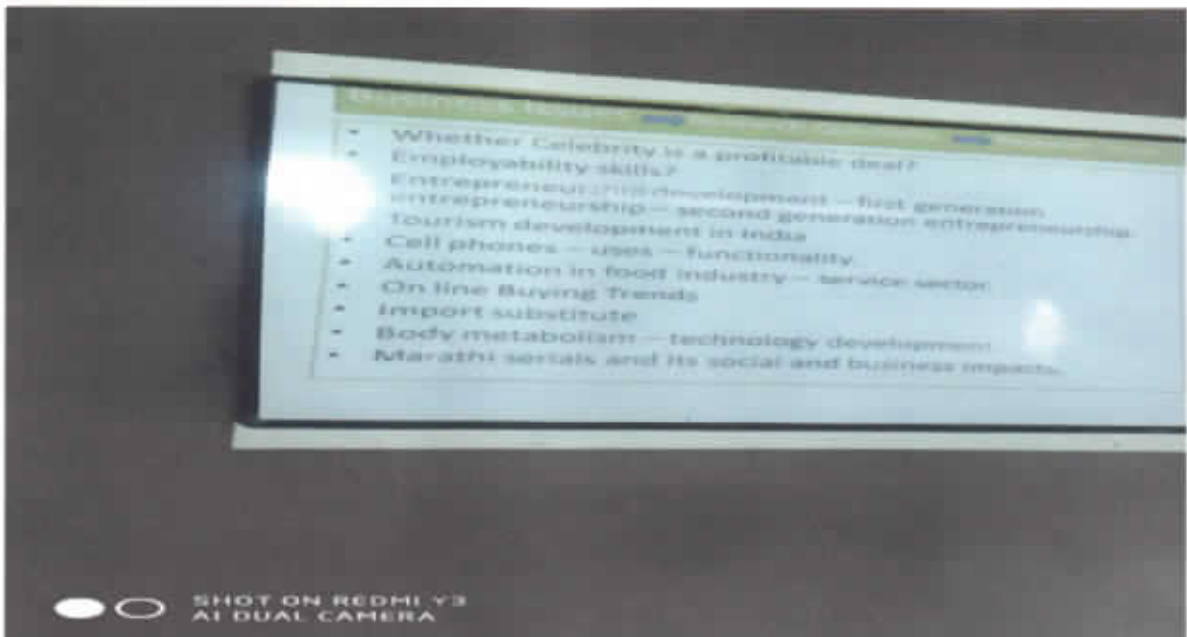 • Whether Celebrity is a profitable deal?
• Employability skills?
Entrepreneurship development – first generation
entrepreneurship – second generation entrepreneurship
Tourism development in India
• Cell phones – uses – functionality
• Automation in food industry – service sector
• On line Buying Trends
• Import substitute
• Body metabolism – technology development
• Marathi serials and its social and business impacts.
SHOT ON REDMI Y3
AI DUAL CAMERA